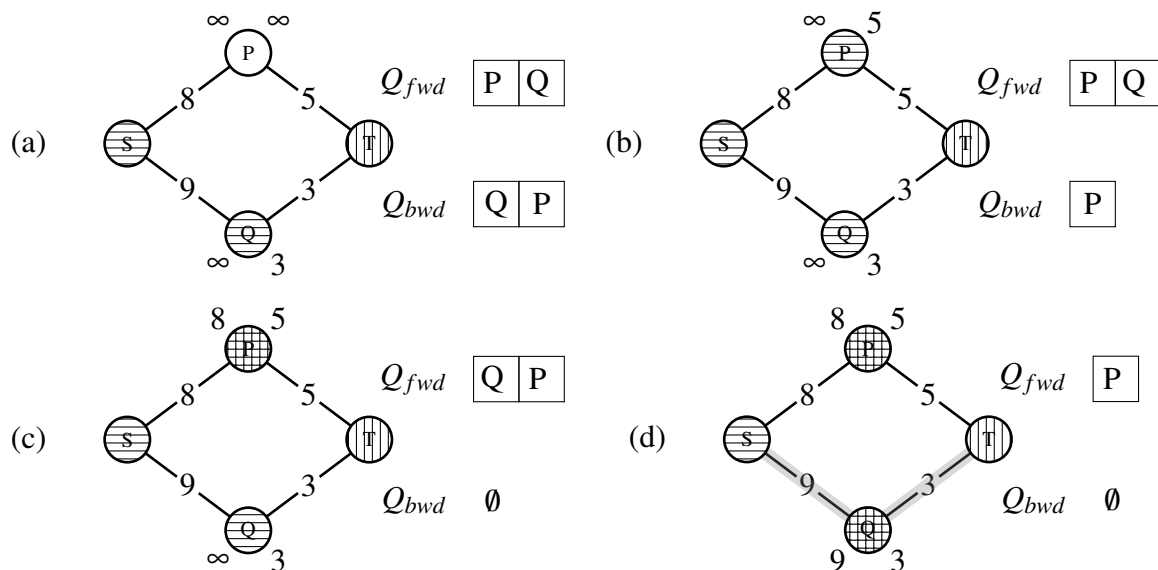 (a)
∞ ∞
P
8 5
S T
9 3
Q
∞ 3
Q_fwd P Q
Q_bwd Q P
(b)
∞ 5
P
8 5
S T
9 3
Q
∞ 3
Q_fwd P Q
Q_bwd P
(c)
8 5
P
8 5
S T
9 3
Q
∞ 3
Q_fwd Q P
Q_bwd ∅
(d)
8 5
P
8 5
S T
9 3
Q
9 3
Q_fwd P
Q_bwd ∅